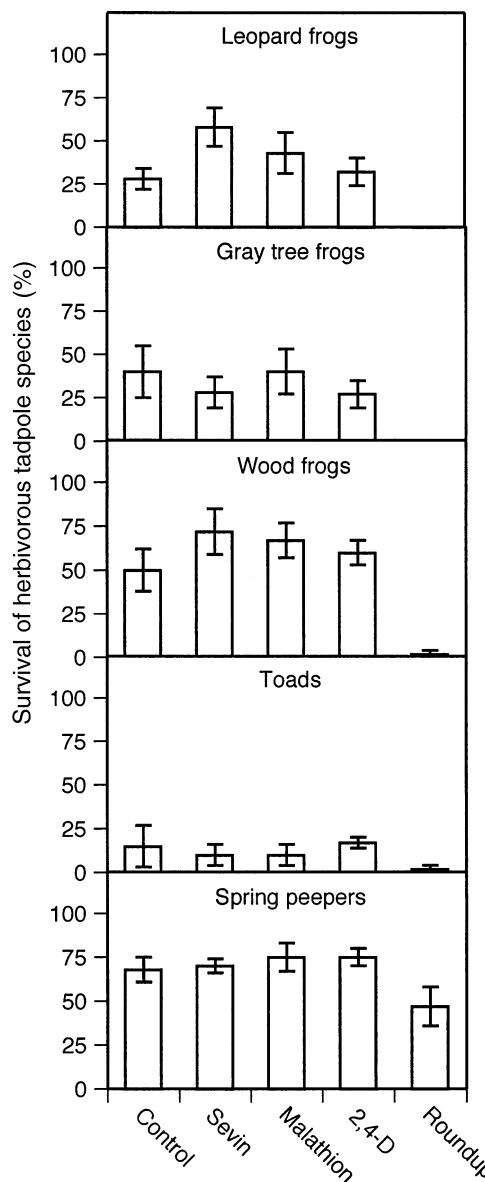 Survival of herbivorous tadpole species (%)
Leopard frogs
100
75
50
25
0
Gray tree frogs
100
75
50
25
0
Wood frogs
100
75
50
25
0
Toads
100
75
50
25
0
Spring peepers
100
75
50
25
0
Control
Sevin
Malathion
2,4-D
Roundup